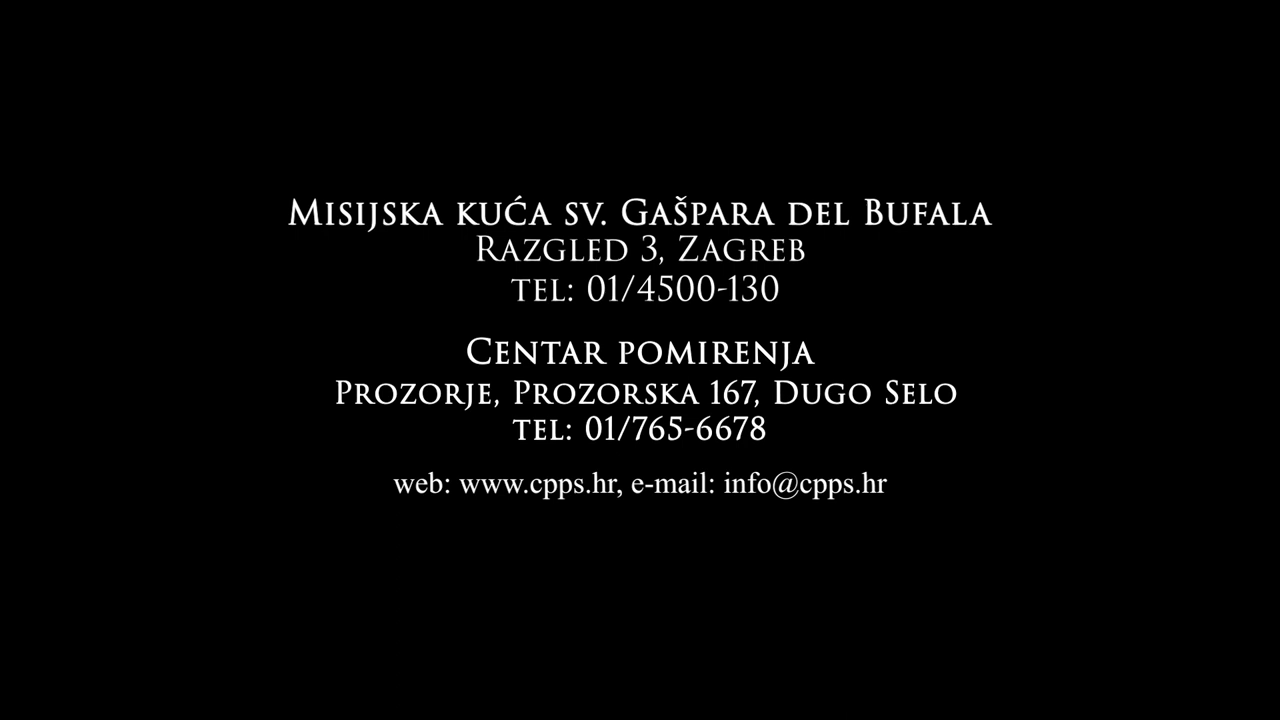 Misijska kuća sv. Gašpara del Bufala
Razgled 3, Zagreb
tel: 01/4500-130
Centar pomirenja
Prozorje, Prozorska 167, Dugo Selo
tel: 01/765-6678
web: www.cpps.hr, e-mail: info@cpps.hr